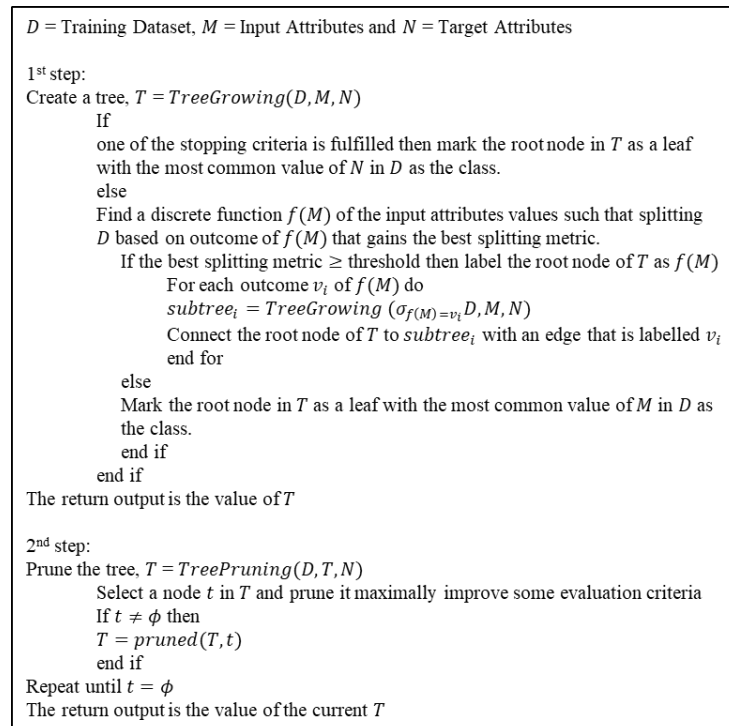 D = Training Dataset, M = Input Attributes and N = Target Attributes
1st step:
Create a tree, T = TreeGrowing(D, M, N)
If
one of the stopping criteria is fulfilled then mark the root node in T as a leaf
with the most common value of N in D as the class.
else
Find a discrete function f(M) of the input attributes values such that splitting
D based on outcome of f(M) that gains the best splitting metric.
If the best splitting metric ≥ threshold then label the root node of T as f(M)
For each outcome vᵢ of f(M) do
subtreeᵢ = TreeGrowing (σ_{f(M)=vᵢ}D, M, N)
Connect the root node of T to subtreeᵢ with an edge that is labelled vᵢ
end for
else
Mark the root node in T as a leaf with the most common value of M in D as
the class.
end if
end if
The return output is the value of T
2nd step:
Prune the tree, T = TreePruning(D, T, N)
Select a node t in T and prune it maximally improve some evaluation criteria
If t ≠ ϕ then
T = pruned(T, t)
end if
Repeat until t = ϕ
The return output is the value of the current T